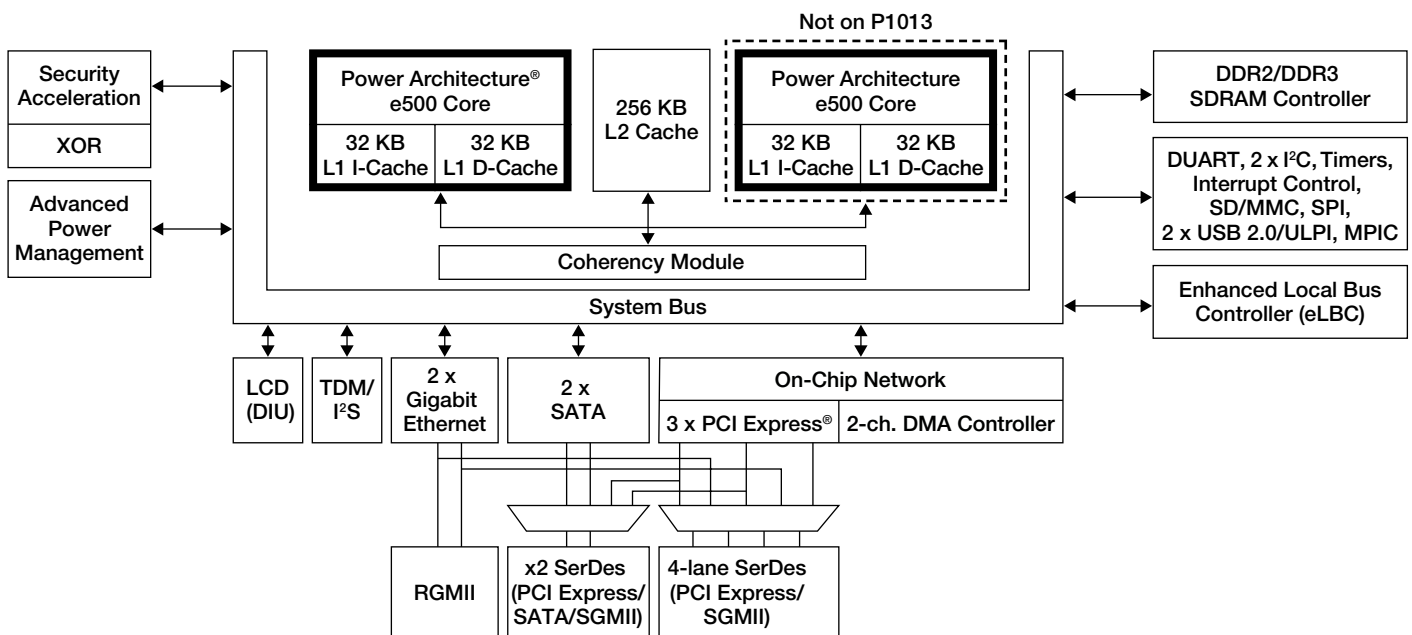 Not on P1013
Security
Acceleration
XOR
Advanced
Power
Management
Power Architecture®
e500 Core
32 KB
L1 I-Cache
32 KB
L1 D-Cache
256 KB
L2 Cache
Power Architecture
e500 Core
32 KB
L1 I-Cache
32 KB
L1 D-Cache
Coherency Module
System Bus
DDR2/DDR3
SDRAM Controller
DUART, 2 x I²C, Timers,
Interrupt Control,
SD/MMC, SPI,
2 x USB 2.0/ULPI, MPIC
Enhanced Local Bus
Controller (eLBC)
LCD
(DIU)
TDM/
I²S
2 x
Gigabit
Ethernet
2 x
SATA
On-Chip Network
3 x PCI Express®
2-ch. DMA Controller
RGMII
x2 SerDes
(PCI Express/
SATA/SGMII)
4-lane SerDes
(PCI Express/
SGMII)